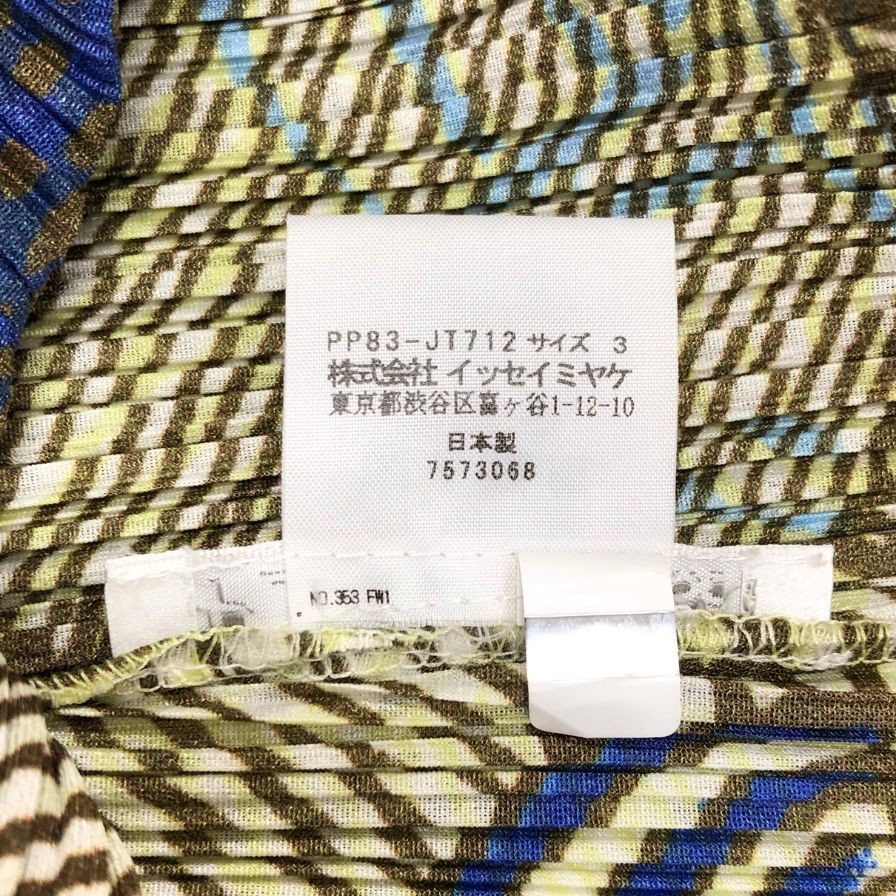 PP83-JT712 サイズ 3
株式会社 イッセイミヤケ
東京都渋谷区富ヶ谷1-12-10
日本製
7573068
NO.353 FW1